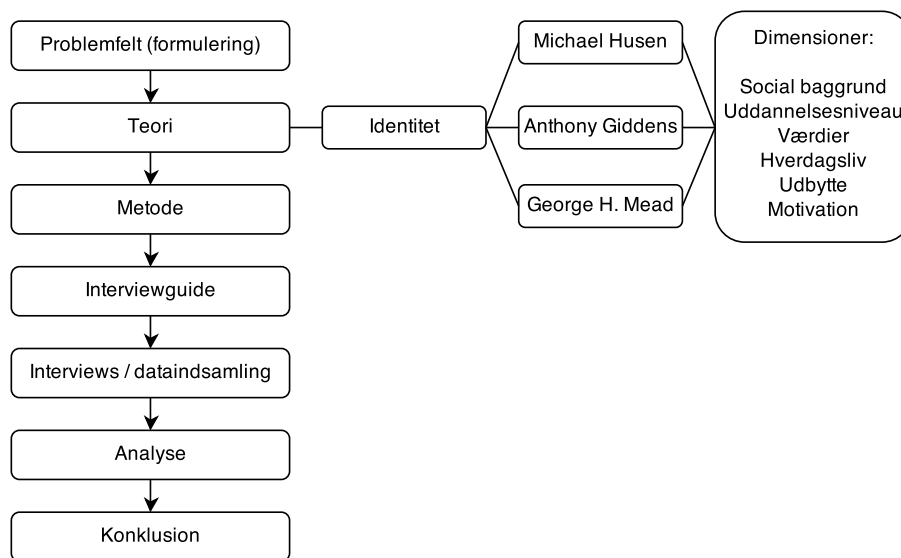 Problemfelt (formulering)
Teori
Metode
Interviewguide
Interviews / dataindsamling
Analyse
Konklusion
Identitet
Michael Husen
Anthony Giddens
George H. Mead
Dimensioner:
Social baggrund
Uddannelsesniveau
Værdier
Hverdagsliv
Udbytte
Motivation